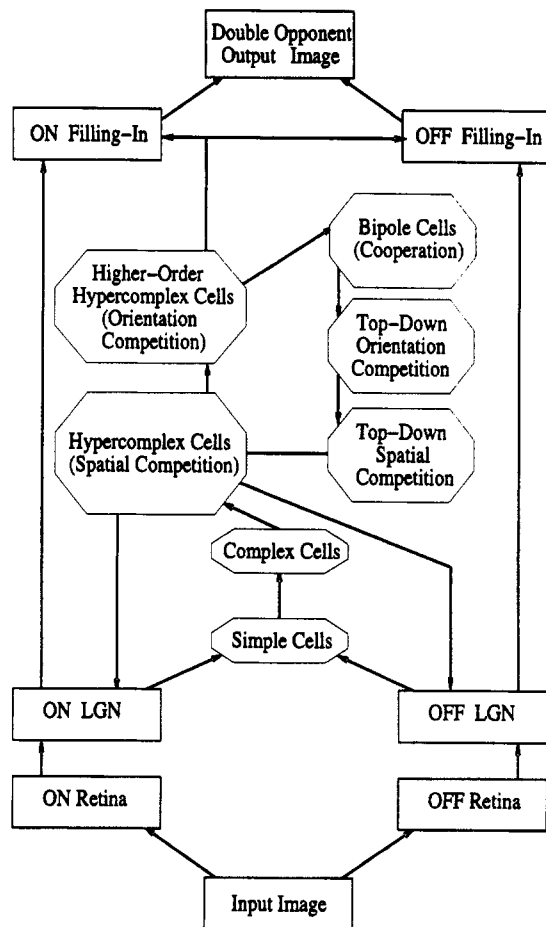 Double Opponent
Output Image
ON Filling-In
OFF Filling-In
Bipole Cells
(Cooperation)
Higher-Order
Hypercomplex Cells
(Orientation
Competition)
Top-Down
Orientation
Competition
Hypercomplex Cells
(Spatial Competition)
Top-Down
Spatial
Competition
Complex Cells
Simple Cells
ON LGN
OFF LGN
ON Retina
OFF Retina
Input Image